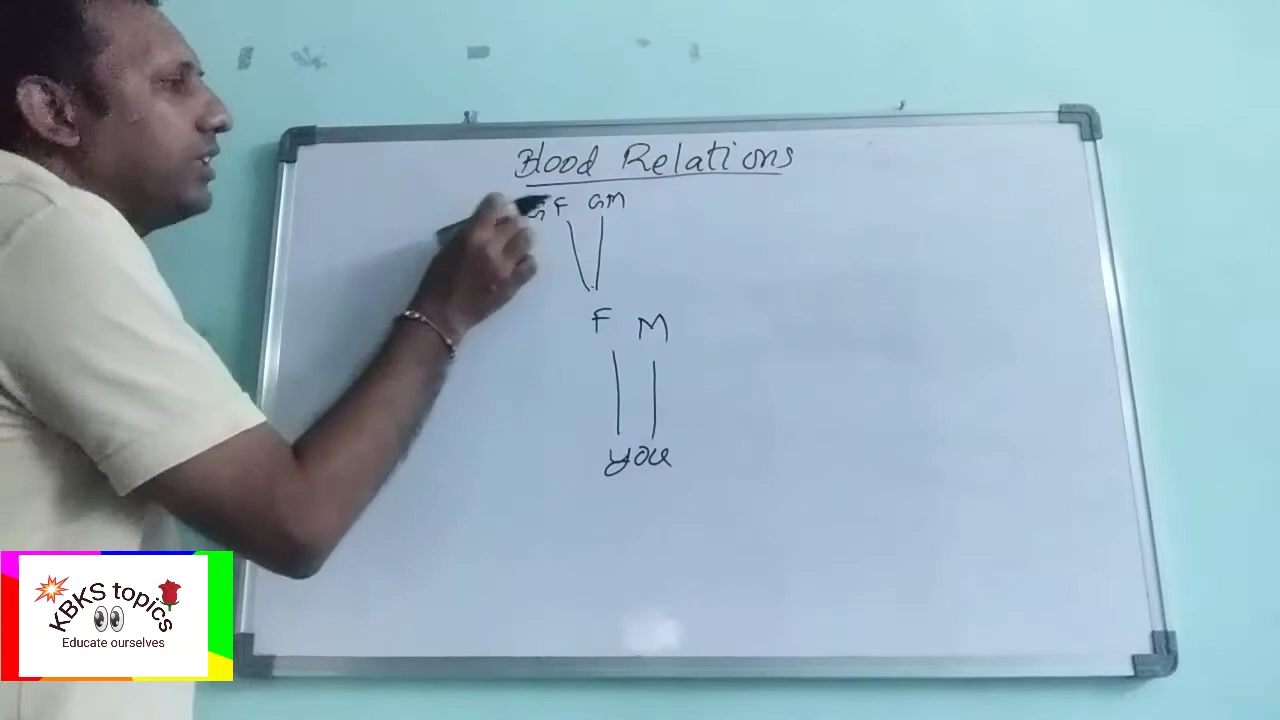 Blood Relations
GF GM
F M
you
KBKS topics
Educate ourselves